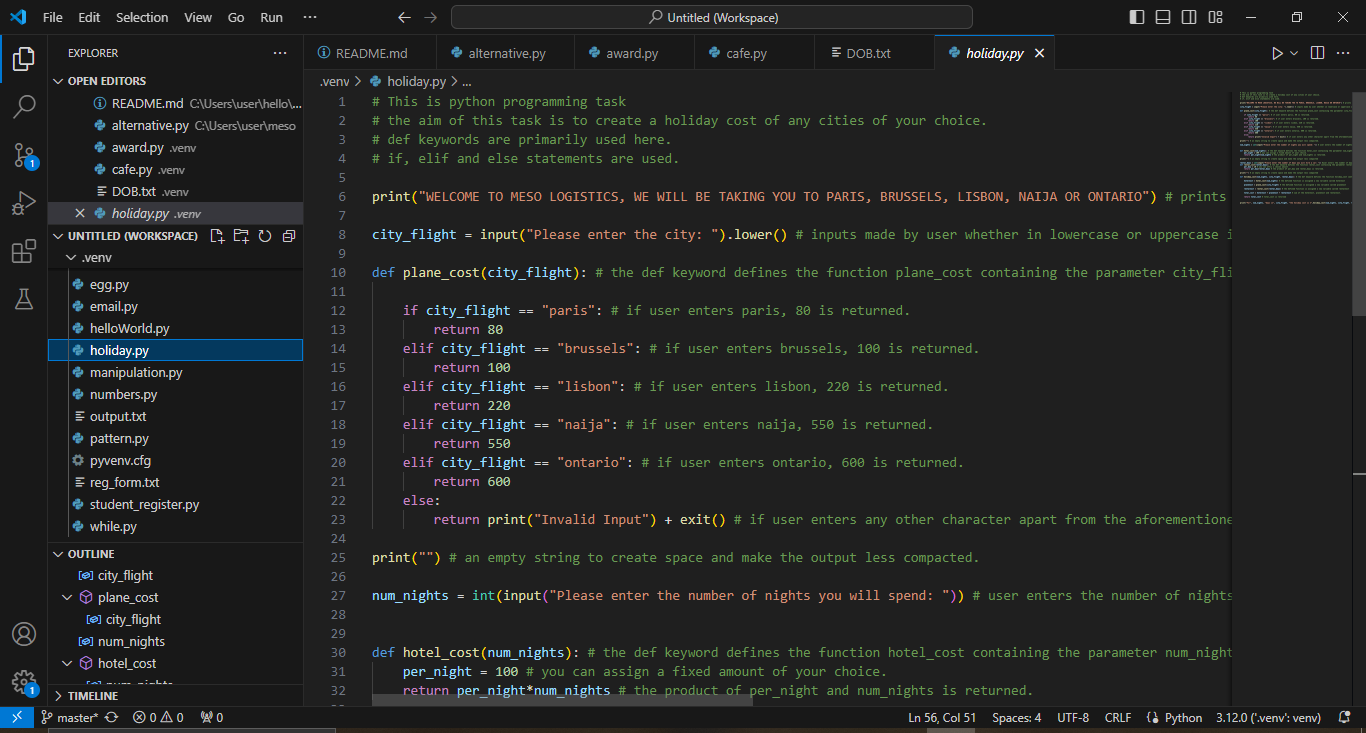 File Edit Selection View Go Run ··· Untitled (Workspace)
EXPLORER ···
OPEN EDITORS
README.md C:\Users\user\hello\...
alternative.py C:\Users\user\meso
award.py .venv
cafe.py .venv
DOB.txt .venv
holiday.py .venv
UNTITLED (WORKSPACE)
.venv
egg.py
email.py
helloWorld.py
holiday.py
manipulation.py
numbers.py
output.txt
pattern.py
pyvenv.cfg
reg_form.txt
student_register.py
while.py
OUTLINE
city_flight
plane_cost
city_flight
num_nights
hotel_cost
num_nights
TIMELINE
README.md alternative.py award.py cafe.py DOB.txt holiday.py
.venv > holiday.py > ...
1 # This is python programming task
2 # the aim of this task is to create a holiday cost of any cities of your choice.
3 # def keywords are primarily used here.
4 # if, elif and else statements are used.
5
6 print("WELCOME TO MESO LOGISTICS, WE WILL BE TAKING YOU TO PARIS, BRUSSELS, LISBON, NAIJA OR ONTARIO") # prints
7
8 city_flight = input("Please enter the city: ").lower() # inputs made by user whether in lowercase or uppercase i
9
10 def plane_cost(city_flight): # the def keyword defines the function plane_cost containing the parameter city_fli
11
12 if city_flight == "paris": # if user enters paris, 80 is returned.
13 return 80
14 elif city_flight == "brussels": # if user enters brussels, 100 is returned.
15 return 100
16 elif city_flight == "lisbon": # if user enters lisbon, 220 is returned.
17 return 220
18 elif city_flight == "naija": # if user enters naija, 550 is returned.
19 return 550
20 elif city_flight == "ontario": # if user enters ontario, 600 is returned.
21 return 600
22 else:
23 return print("Invalid Input") + exit() # if user enters any other character apart from the aforementione
24
25 print("") # an empty string to create space and make the output less compacted.
26
27 num_nights = int(input("Please enter the number of nights you will spend: ")) # user enters the number of nights
28
29
30 def hotel_cost(num_nights): # the def keyword defines the function hotel_cost containing the parameter num_night
31 per_night = 100 # you can assign a fixed amount of your choice.
32 return per_night*num_nights # the product of per_night and num_nights is returned.
1
1
master* 0 0 0 Ln 56, Col 51 Spaces: 4 UTF-8 CRLF Python 3.12.0 ('.venv': venv)